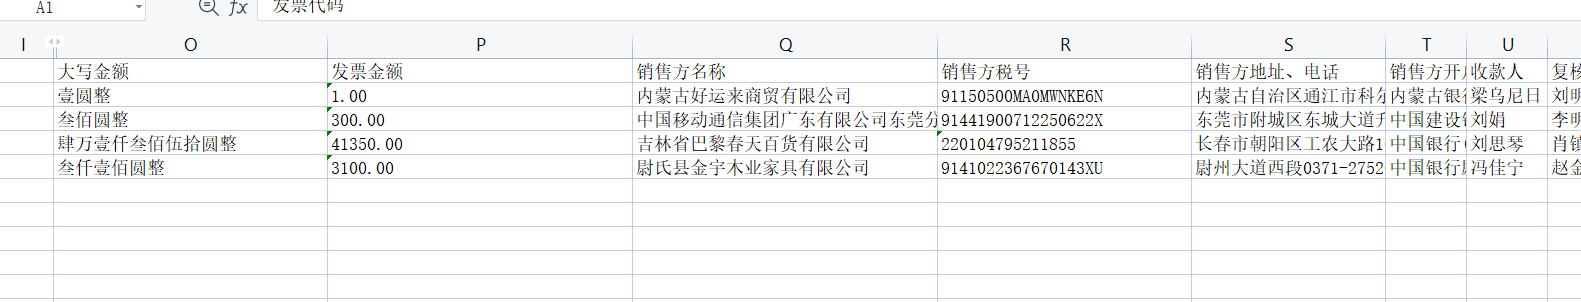 A1 fx 发票代码
I O P Q R S T U
大写金额 发票金额 销售方名称 销售方税号 销售方地址、电话 销售方开户 收款人 复核
壹圆整 1.00 内蒙古好运来商贸有限公司 91150500MA0MWNKE6N 内蒙古自治区通江市科尔 内蒙古银行 梁乌尼日 刘明
叁佰圆整 300.00 中国移动通信集团广东有限公司东莞分 91441900712250622X 东莞市附城区东城大道升 中国建设银 刘娟 李明
肆万壹仟叁佰伍拾圆整 41350.00 吉林省巴黎春天百货有限公司 220104795211855 长春市朝阳区工农大路1 中国银行 刘思琴 肖镇
叁仟壹佰圆整 3100.00 尉氏县金宇木业家具有限公司 9141022367670143XU 尉州大道西段0371-2752 中国银行尉 冯佳宁 赵金